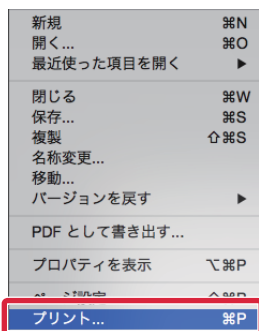 新規 ⌘N
開く... ⌘O
最近使った項目を開く ▶
閉じる ⌘W
保存... ⌘S
複製 ⇧⌘S
名称変更...
移動...
バージョンを戻す ▶
PDF として書き出す...
プロパティを表示 ⌥⌘P
プリント... ⌘P